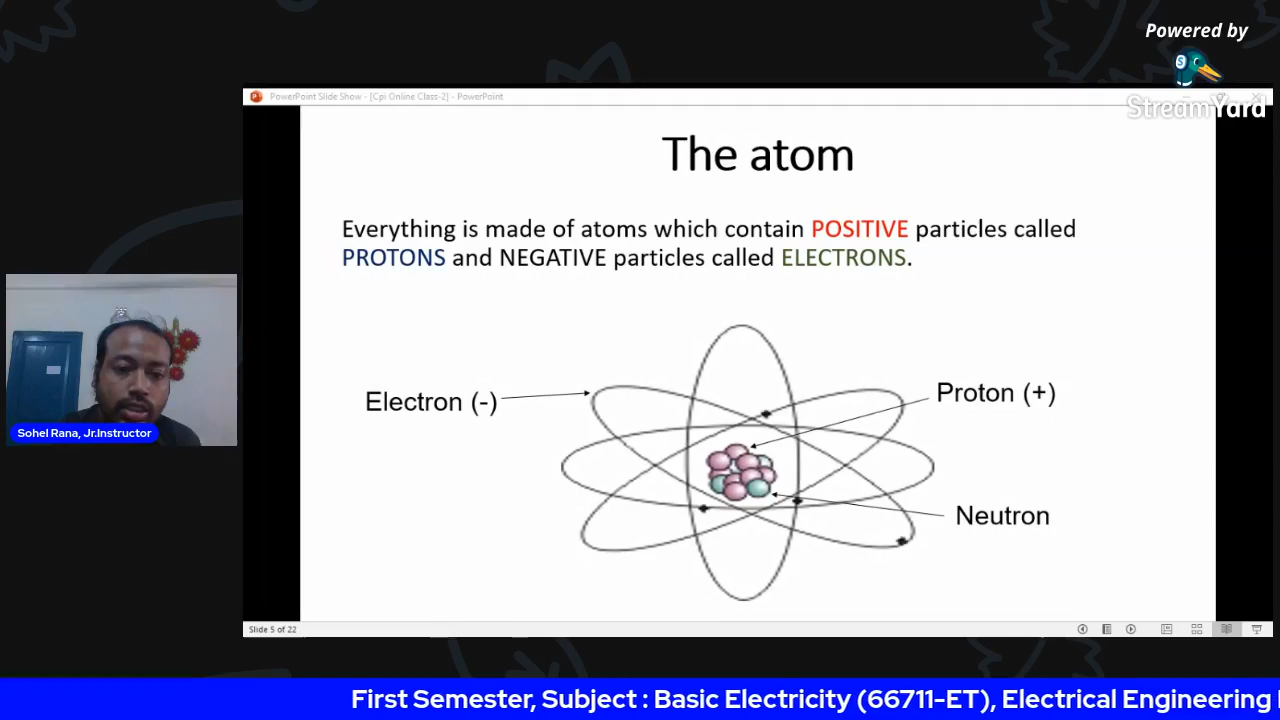 Powered by
StreamYard
PowerPoint Slide Show - [Cpi Online Class-2] - PowerPoint
The atom
Everything is made of atoms which contain POSITIVE particles called
PROTONS and NEGATIVE particles called ELECTRONS.
Electron (-)
Proton (+)
Neutron
Sohel Rana, Jr.Instructor
Slide 5 of 22
First Semester, Subject : Basic Electricity (66711-ET), Electrical Engineering